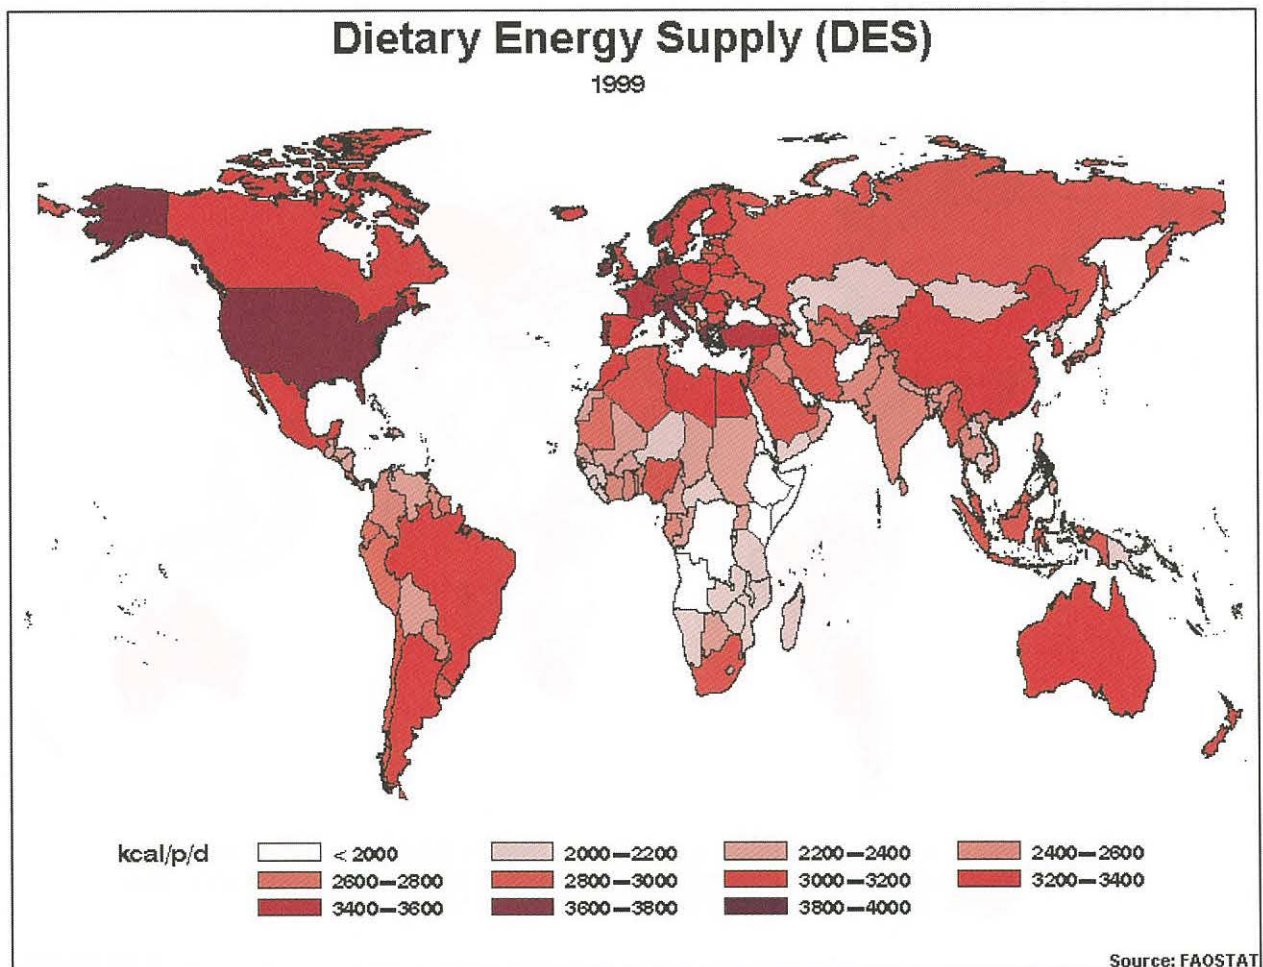 Dietary Energy Supply (DES)
1999
kcal/p/d < 2000 2000—2200 2200—2400 2400—2600
2600—2800 2800—3000 3000—3200 3200—3400
3400—3600 3600—3800 3800—4000
Source: FAOSTAT